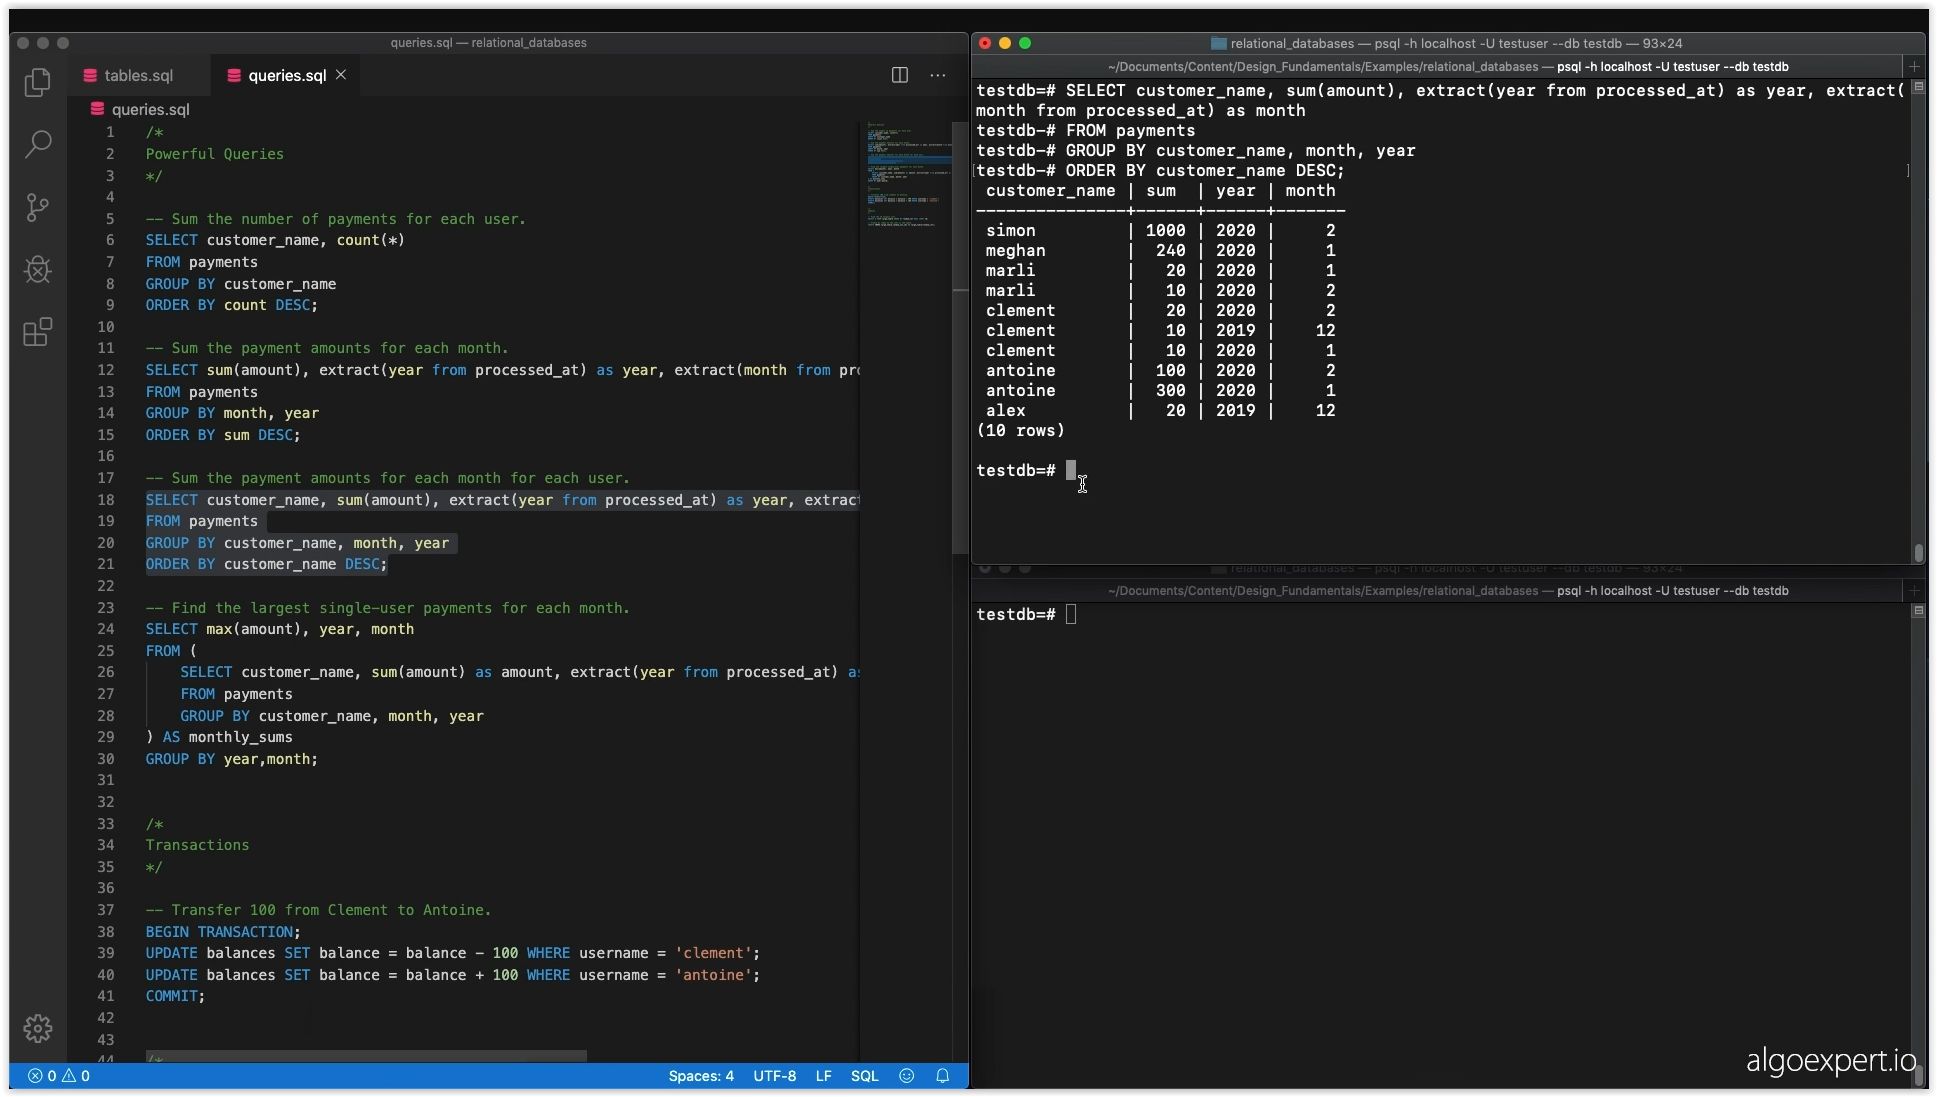 queries.sql — relational_databases
tables.sql
queries.sql
queries.sql
1 /*
2 Powerful Queries
3 */
4
5 -- Sum the number of payments for each user.
6 SELECT customer_name, count(*)
7 FROM payments
8 GROUP BY customer_name
9 ORDER BY count DESC;
10
11 -- Sum the payment amounts for each month.
12 SELECT sum(amount), extract(year from processed_at) as year, extract(month from pro
13 FROM payments
14 GROUP BY month, year
15 ORDER BY sum DESC;
16
17 -- Sum the payment amounts for each month for each user.
18 SELECT customer_name, sum(amount), extract(year from processed_at) as year, extract
19 FROM payments
20 GROUP BY customer_name, month, year
21 ORDER BY customer_name DESC;
22
23 -- Find the largest single-user payments for each month.
24 SELECT max(amount), year, month
25 FROM (
26 SELECT customer_name, sum(amount) as amount, extract(year from processed_at) as
27 FROM payments
28 GROUP BY customer_name, month, year
29 ) AS monthly_sums
30 GROUP BY year,month;
31
32
33 /*
34 Transactions
35 */
36
37 -- Transfer 100 from Clement to Antoine.
38 BEGIN TRANSACTION;
39 UPDATE balances SET balance = balance - 100 WHERE username = 'clement';
40 UPDATE balances SET balance = balance + 100 WHERE username = 'antoine';
41 COMMIT;
42
43
44 /*
0 0 Spaces: 4 UTF-8 LF SQL
relational_databases — psql -h localhost -U testuser --db testdb — 93×24
~/Documents/Content/Design_Fundamentals/Examples/relational_databases — psql -h localhost -U testuser --db testdb
testdb=# SELECT customer_name, sum(amount), extract(year from processed_at) as year, extract(
month from processed_at) as month
testdb-# FROM payments
testdb-# GROUP BY customer_name, month, year
[testdb-# ORDER BY customer_name DESC; ]
customer_name | sum | year | month
---------------+------+------+-------
simon | 1000 | 2020 | 2
meghan | 240 | 2020 | 1
marli | 20 | 2020 | 1
marli | 10 | 2020 | 2
clement | 20 | 2020 | 2
clement | 10 | 2019 | 12
clement | 10 | 2020 | 1
antoine | 100 | 2020 | 2
antoine | 300 | 2020 | 1
alex | 20 | 2019 | 12
(10 rows)
testdb=#
relational_databases — psql -h localhost -U testuser --db testdb — 93×24
~/Documents/Content/Design_Fundamentals/Examples/relational_databases — psql -h localhost -U testuser --db testdb
testdb=#
algoexpert.io